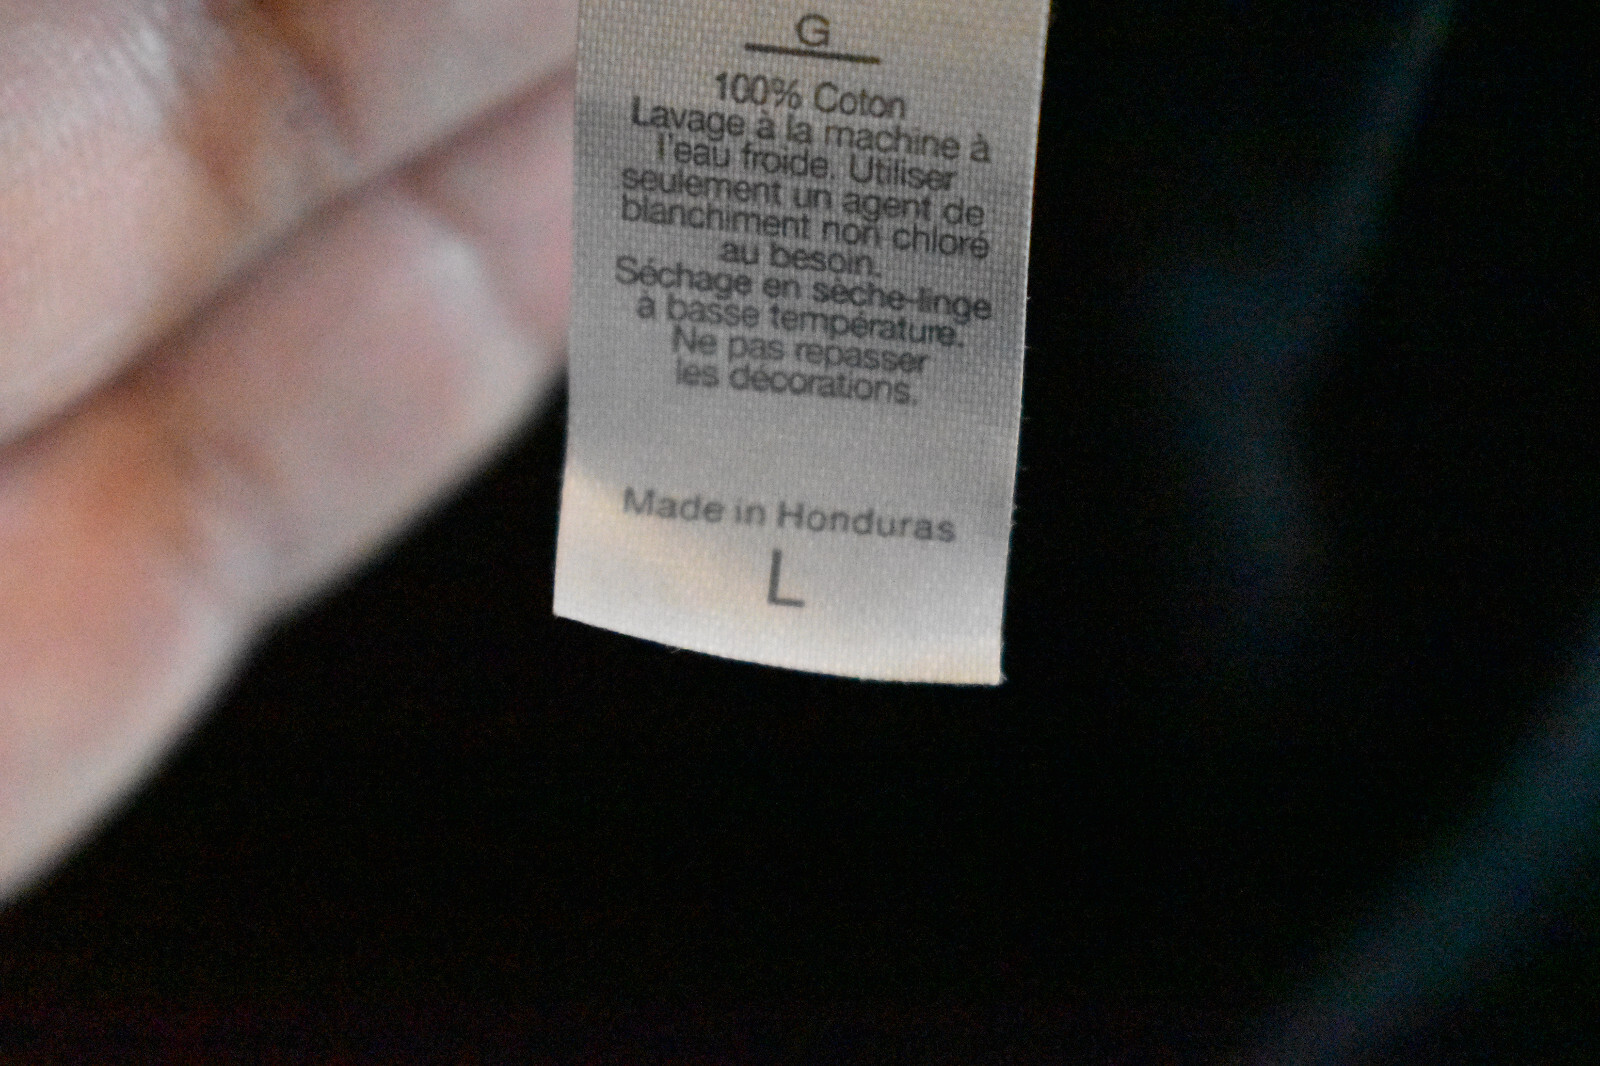 G
100% Coton
Lavage à la machine à
l'eau froide. Utiliser
seulement un agent de
blanchiment non chloré
au besoin.
Séchage en sèche-linge
à basse température.
Ne pas repasser
les décorations.
Made in Honduras
L